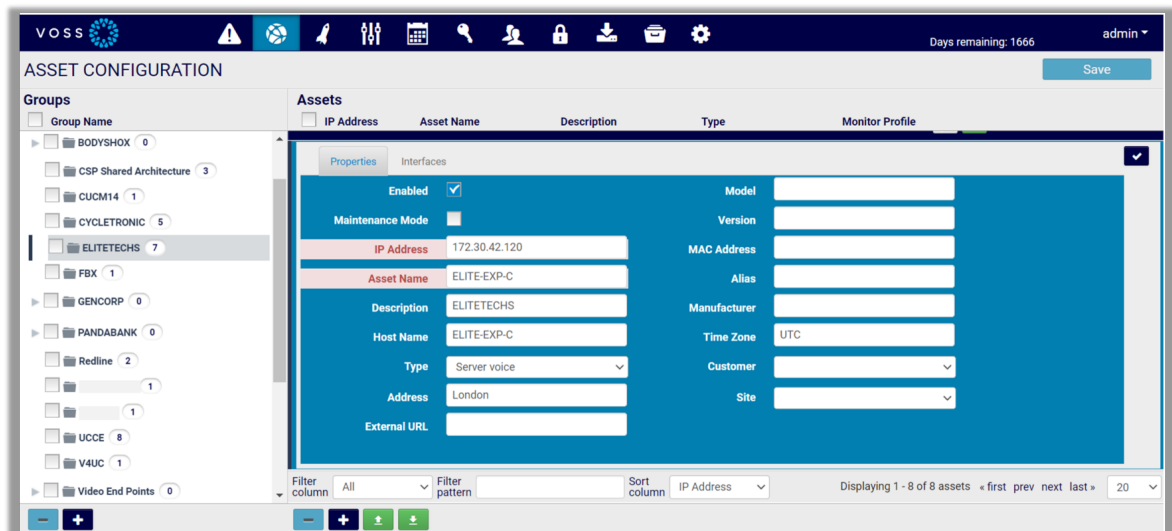 VOSS
Days remaining: 1666
admin
ASSET CONFIGURATION
Save
Groups
Group Name
BODYSHOX 0
CSP Shared Architecture 3
CUCM14 1
CYCLETRONIC 5
ELITETECHS 7
FBX 1
GENCORP 0
PANDABANK 0
Redline 2
1
1
UCCE 8
V4UC 1
Video End Points 0
Assets
IP Address Asset Name Description Type Monitor Profile
Properties Interfaces
Enabled
Maintenance Mode
IP Address 172.30.42.120
Asset Name ELITE-EXP-C
Description ELITETECHS
Host Name ELITE-EXP-C
Type Server voice
Address London
External URL
Model
Version
MAC Address
Alias
Manufacturer
Time Zone UTC
Customer
Site
Filter column All
Filter pattern
Sort column IP Address
Displaying 1 - 8 of 8 assets « first prev next last » 20